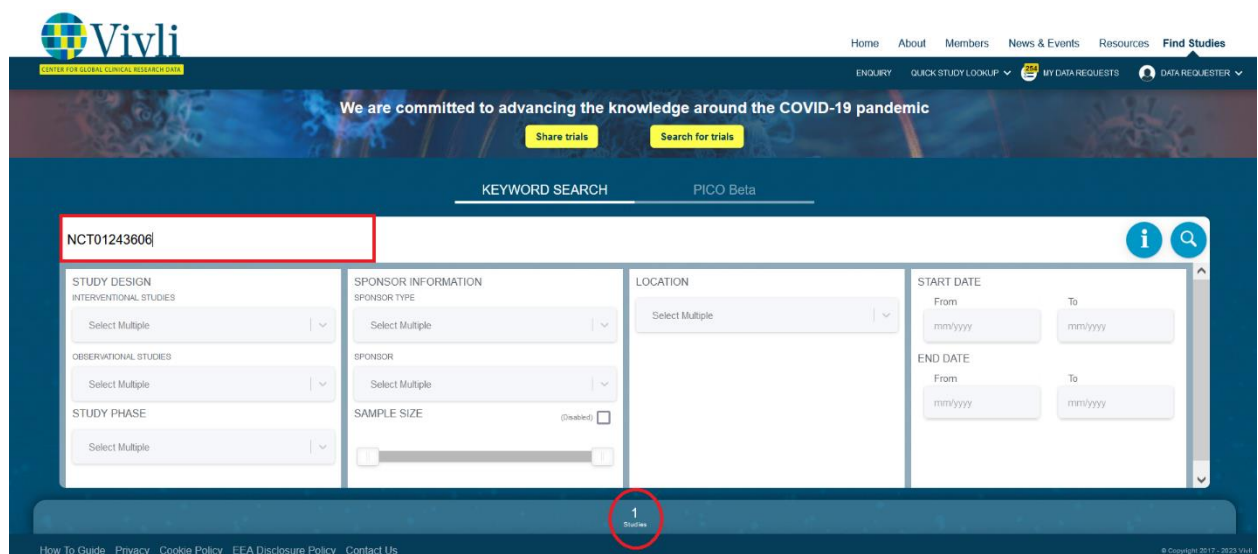 Vivli
CENTER FOR GLOBAL CLINICAL RESEARCH DATA
Home About Members News & Events Resources Find Studies
ENQUIRY QUICK STUDY LOOKUP 254 MY DATA REQUESTS DATA REQUESTER
We are committed to advancing the knowledge around the COVID-19 pandemic
Share trials Search for trials
KEYWORD SEARCH PICO Beta
NCT01243606
STUDY DESIGN
INTERVENTIONAL STUDIES
Select Multiple
OBSERVATIONAL STUDIES
Select Multiple
STUDY PHASE
Select Multiple
SPONSOR INFORMATION
SPONSOR TYPE
Select Multiple
SPONSOR
Select Multiple
SAMPLE SIZE (Disabled)
LOCATION
Select Multiple
START DATE
From To
mm/yyyy mm/yyyy
END DATE
From To
mm/yyyy mm/yyyy
1
Studies
How To Guide Privacy Cookie Policy EEA Disclosure Policy Contact Us
© Copyright 2017 - 2023 Vivli